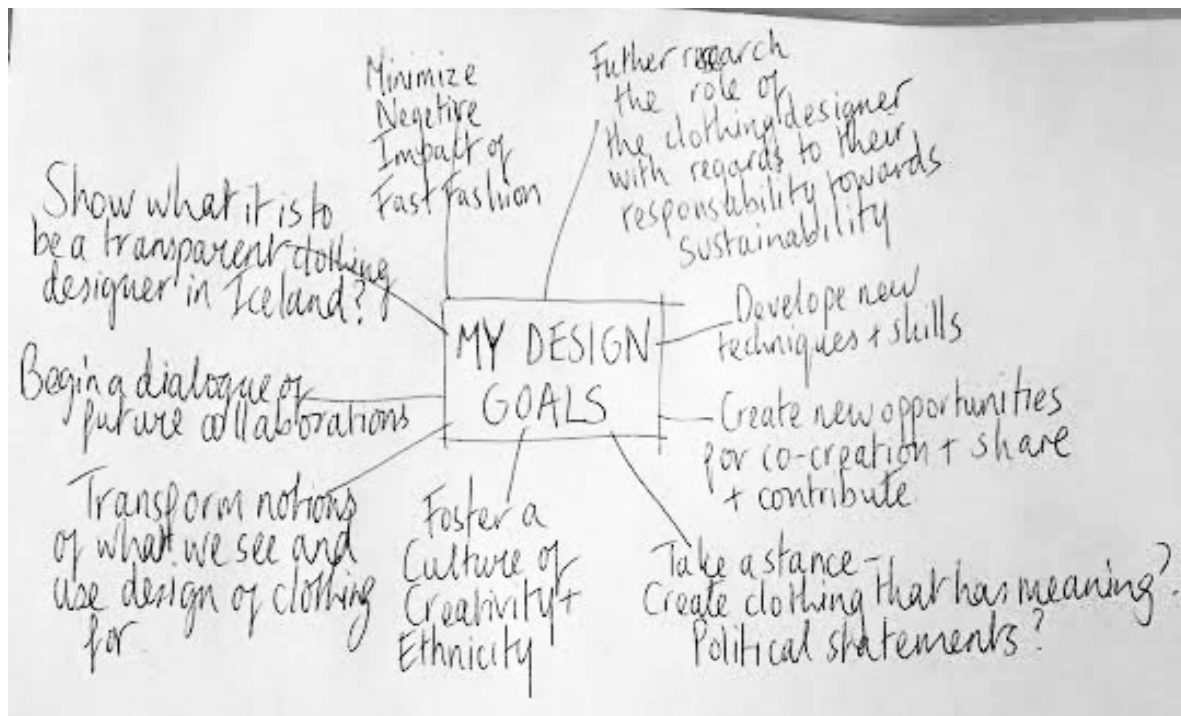 MY DESIGN
GOALS
Minimize
Negetive
Impact of
Fast Fashion
Futher research
the role of
the clothing designer
with regards to their
responsability towards
sustainability
Develope new
techniques + skills
Create new opportunities
for co-creation + share
+ contribute
Take a stance -
Create clothing that has meaning?
Political statements?
Foster a
Culture of
Creativity +
Ethnicity
Transform notions
of what we see and
use design of clothing
for
Begin a dialogue of
future collaborations
Show what it is to
be a transparent clothing
designer in Iceland?